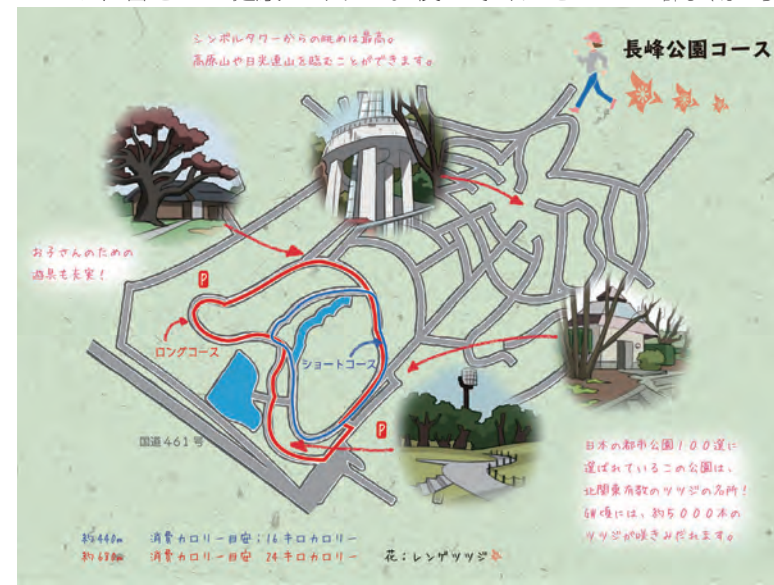 シンボルタワーからの眺めは最高。
高原山や日光連山を臨むことができます。
長峰公園コース
お子さんのための
遊具も充実！
P
ロングコース
ショートコース
国道461号
P
日本の都市公園100選に
選ばれているこの公園は、
北関東有数のツツジの名所！
には、約5000本の
ツツジが咲きみだれます。
約440m 消費カロリー目安：16キロカロリー
約680m 消費カロリー目安 24キロカロリー 花：レンゲツツジ